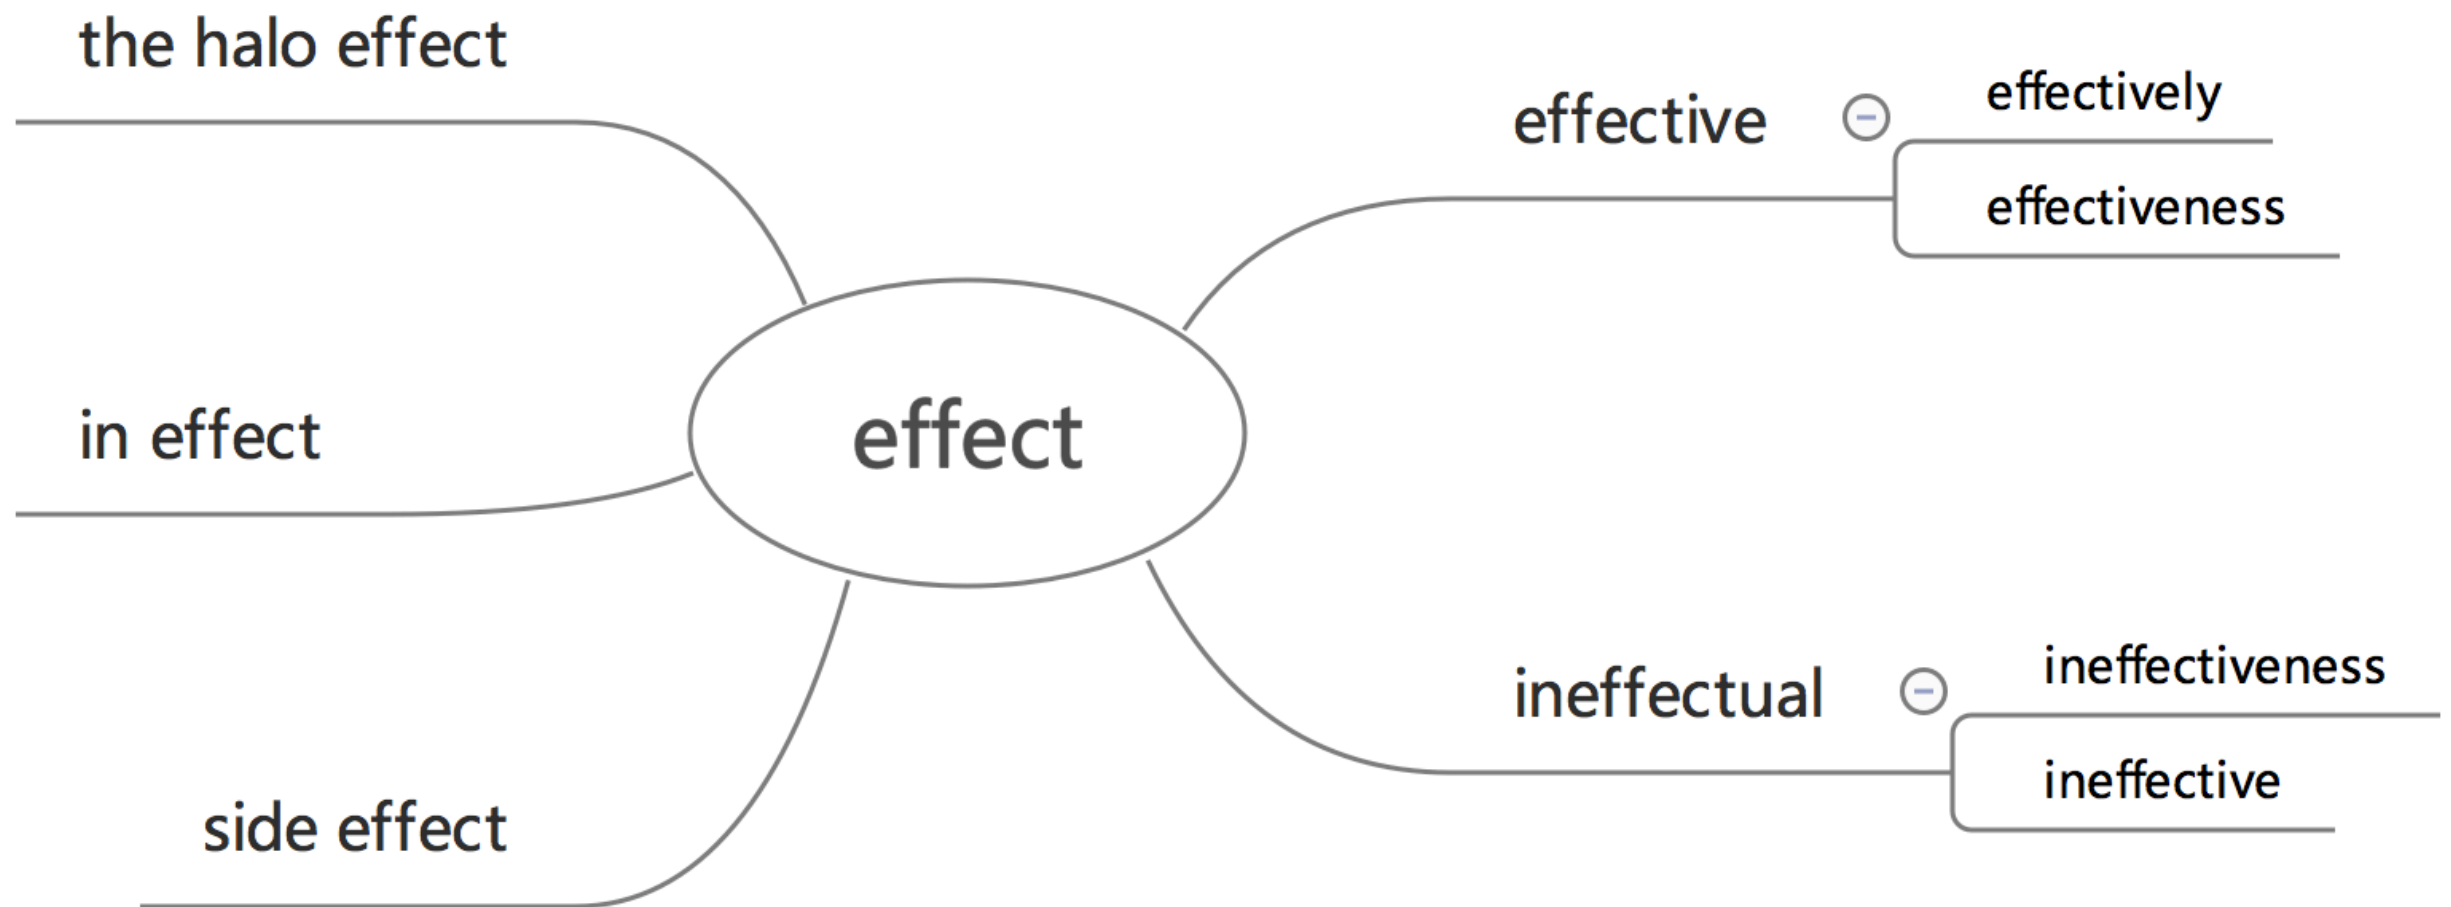 the halo effect
in effect
side effect
effect
effective
effectively
effectiveness
ineffectual
ineffectiveness
ineffective